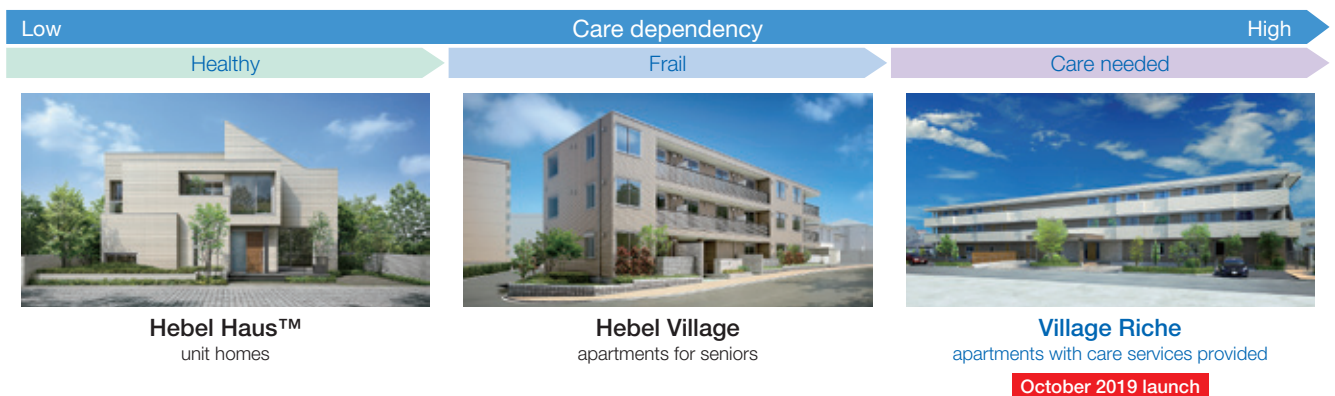 Low Care dependency High
Healthy Frail Care needed
Hebel Haus™
unit homes
Hebel Village
apartments for seniors
Village Riche
apartments with care services provided
October 2019 launch